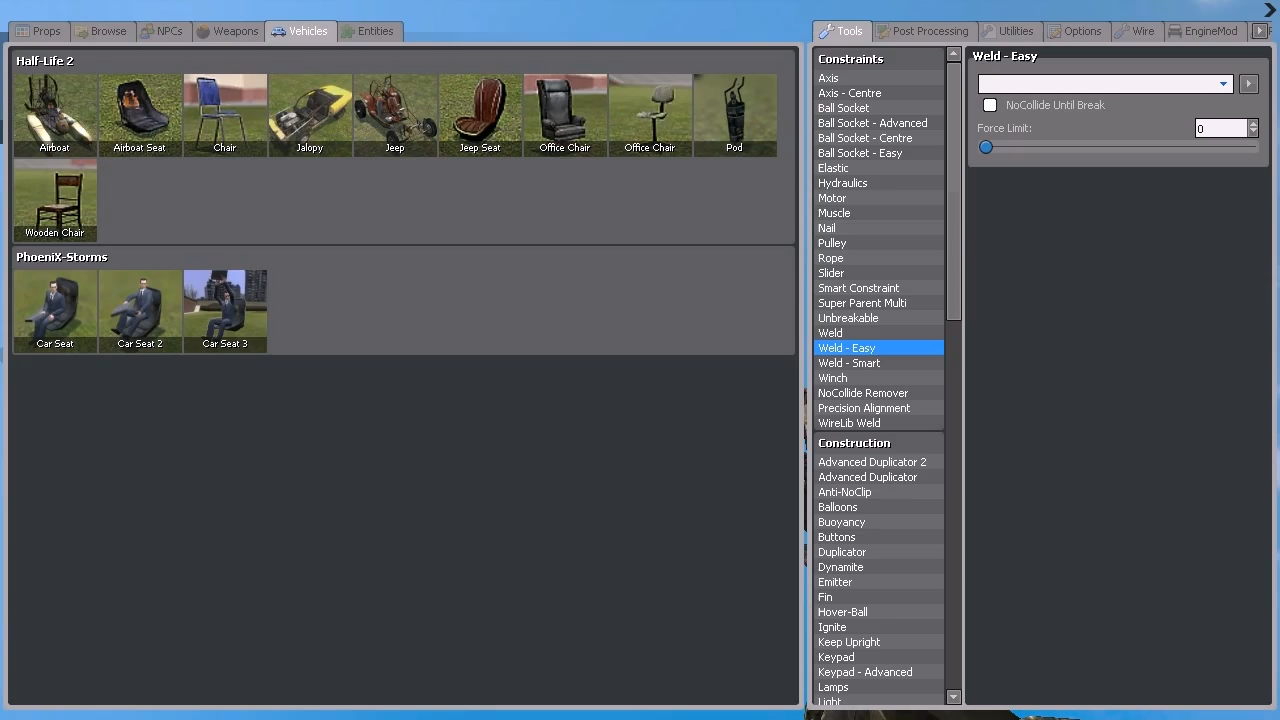 Props Browse NPCs Weapons Vehicles Entities
Half-Life 2
Airboat Airboat Seat Chair Jalopy Jeep Jeep Seat Office Chair Office Chair Pod
Wooden Chair
PhoeniX-Storms
Car Seat Car Seat 2 Car Seat 3
Tools Post Processing Utilities Options Wire EngineMod
Constraints
Axis
Axis - Centre
Ball Socket
Ball Socket - Advanced
Ball Socket - Centre
Ball Socket - Easy
Elastic
Hydraulics
Motor
Muscle
Nail
Pulley
Rope
Slider
Smart Constraint
Super Parent Multi
Unbreakable
Weld
Weld - Easy
Weld - Smart
Winch
NoCollide Remover
Precision Alignment
WireLib Weld
Construction
Advanced Duplicator 2
Advanced Duplicator
Anti-NoClip
Balloons
Buoyancy
Buttons
Duplicator
Dynamite
Emitter
Fin
Hover-Ball
Ignite
Keep Upright
Keypad
Keypad - Advanced
Lamps
Light
Weld - Easy
NoCollide Until Break
Force Limit: 0